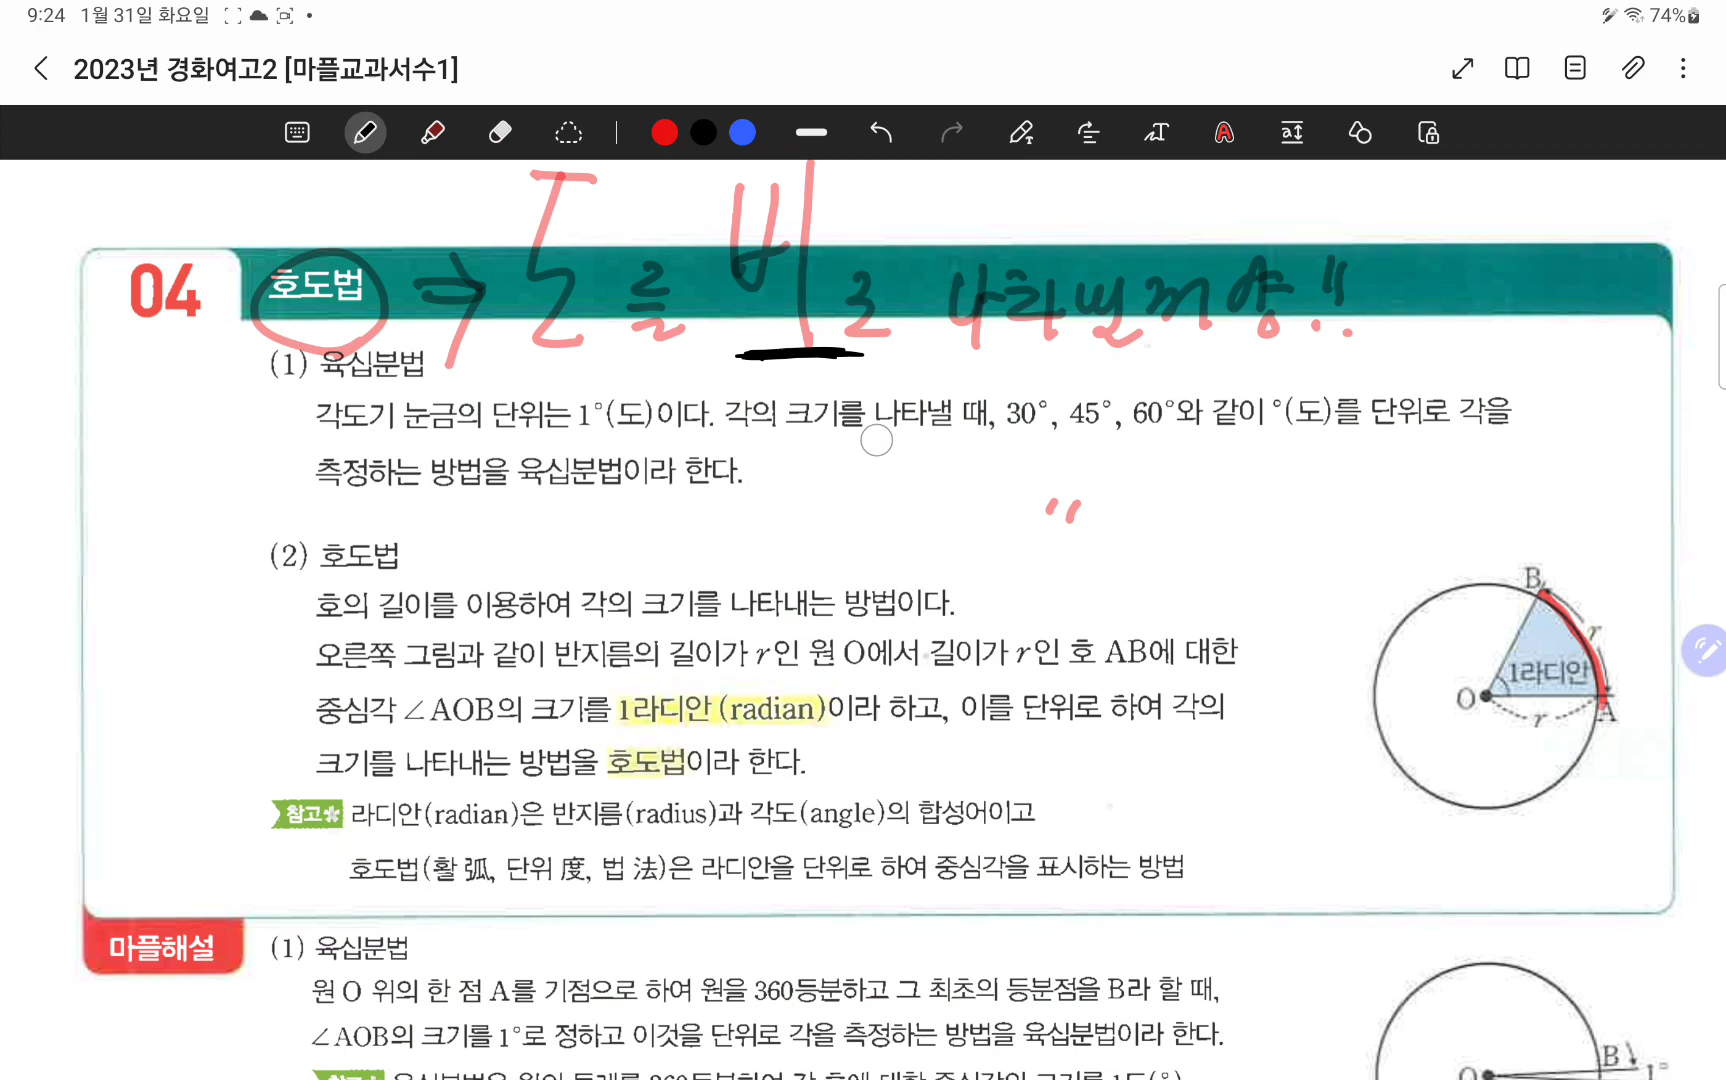 9:24 1월 31일 화요일 74%
2023년 경화여고2 [마플교과서수1]
04 호도법 ⇒ 도를 비로 나타낸거양!!
(1) 육십분법
각도기 눈금의 단위는 1°(도)이다. 각의 크기를 나타낼 때, 30°, 45°, 60°와 같이 °(도)를 단위로 각을
측정하는 방법을 육십분법이라 한다.
(2) 호도법
호의 길이를 이용하여 각의 크기를 나타내는 방법이다.
오른쪽 그림과 같이 반지름의 길이가 r인 원 O에서 길이가 r인 호 AB에 대한
중심각 ∠AOB의 크기를 1라디안(radian)이라 하고, 이를 단위로 하여 각의
크기를 나타내는 방법을 호도법이라 한다.
B
r
1라디안
O
r
A
참고 라디안(radian)은 반지름(radius)과 각도(angle)의 합성어이고
호도법(활 弧, 단위 度, 법 法)은 라디안을 단위로 하여 중심각을 표시하는 방법
마플해설 (1) 육십분법
원 O 위의 한 점 A를 기점으로 하여 원을 360등분하고 그 최초의 등분점을 B라 할 때,
∠AOB의 크기를 1°로 정하고 이것을 단위로 각을 측정하는 방법을 육십분법이라 한다.
B
1°
O